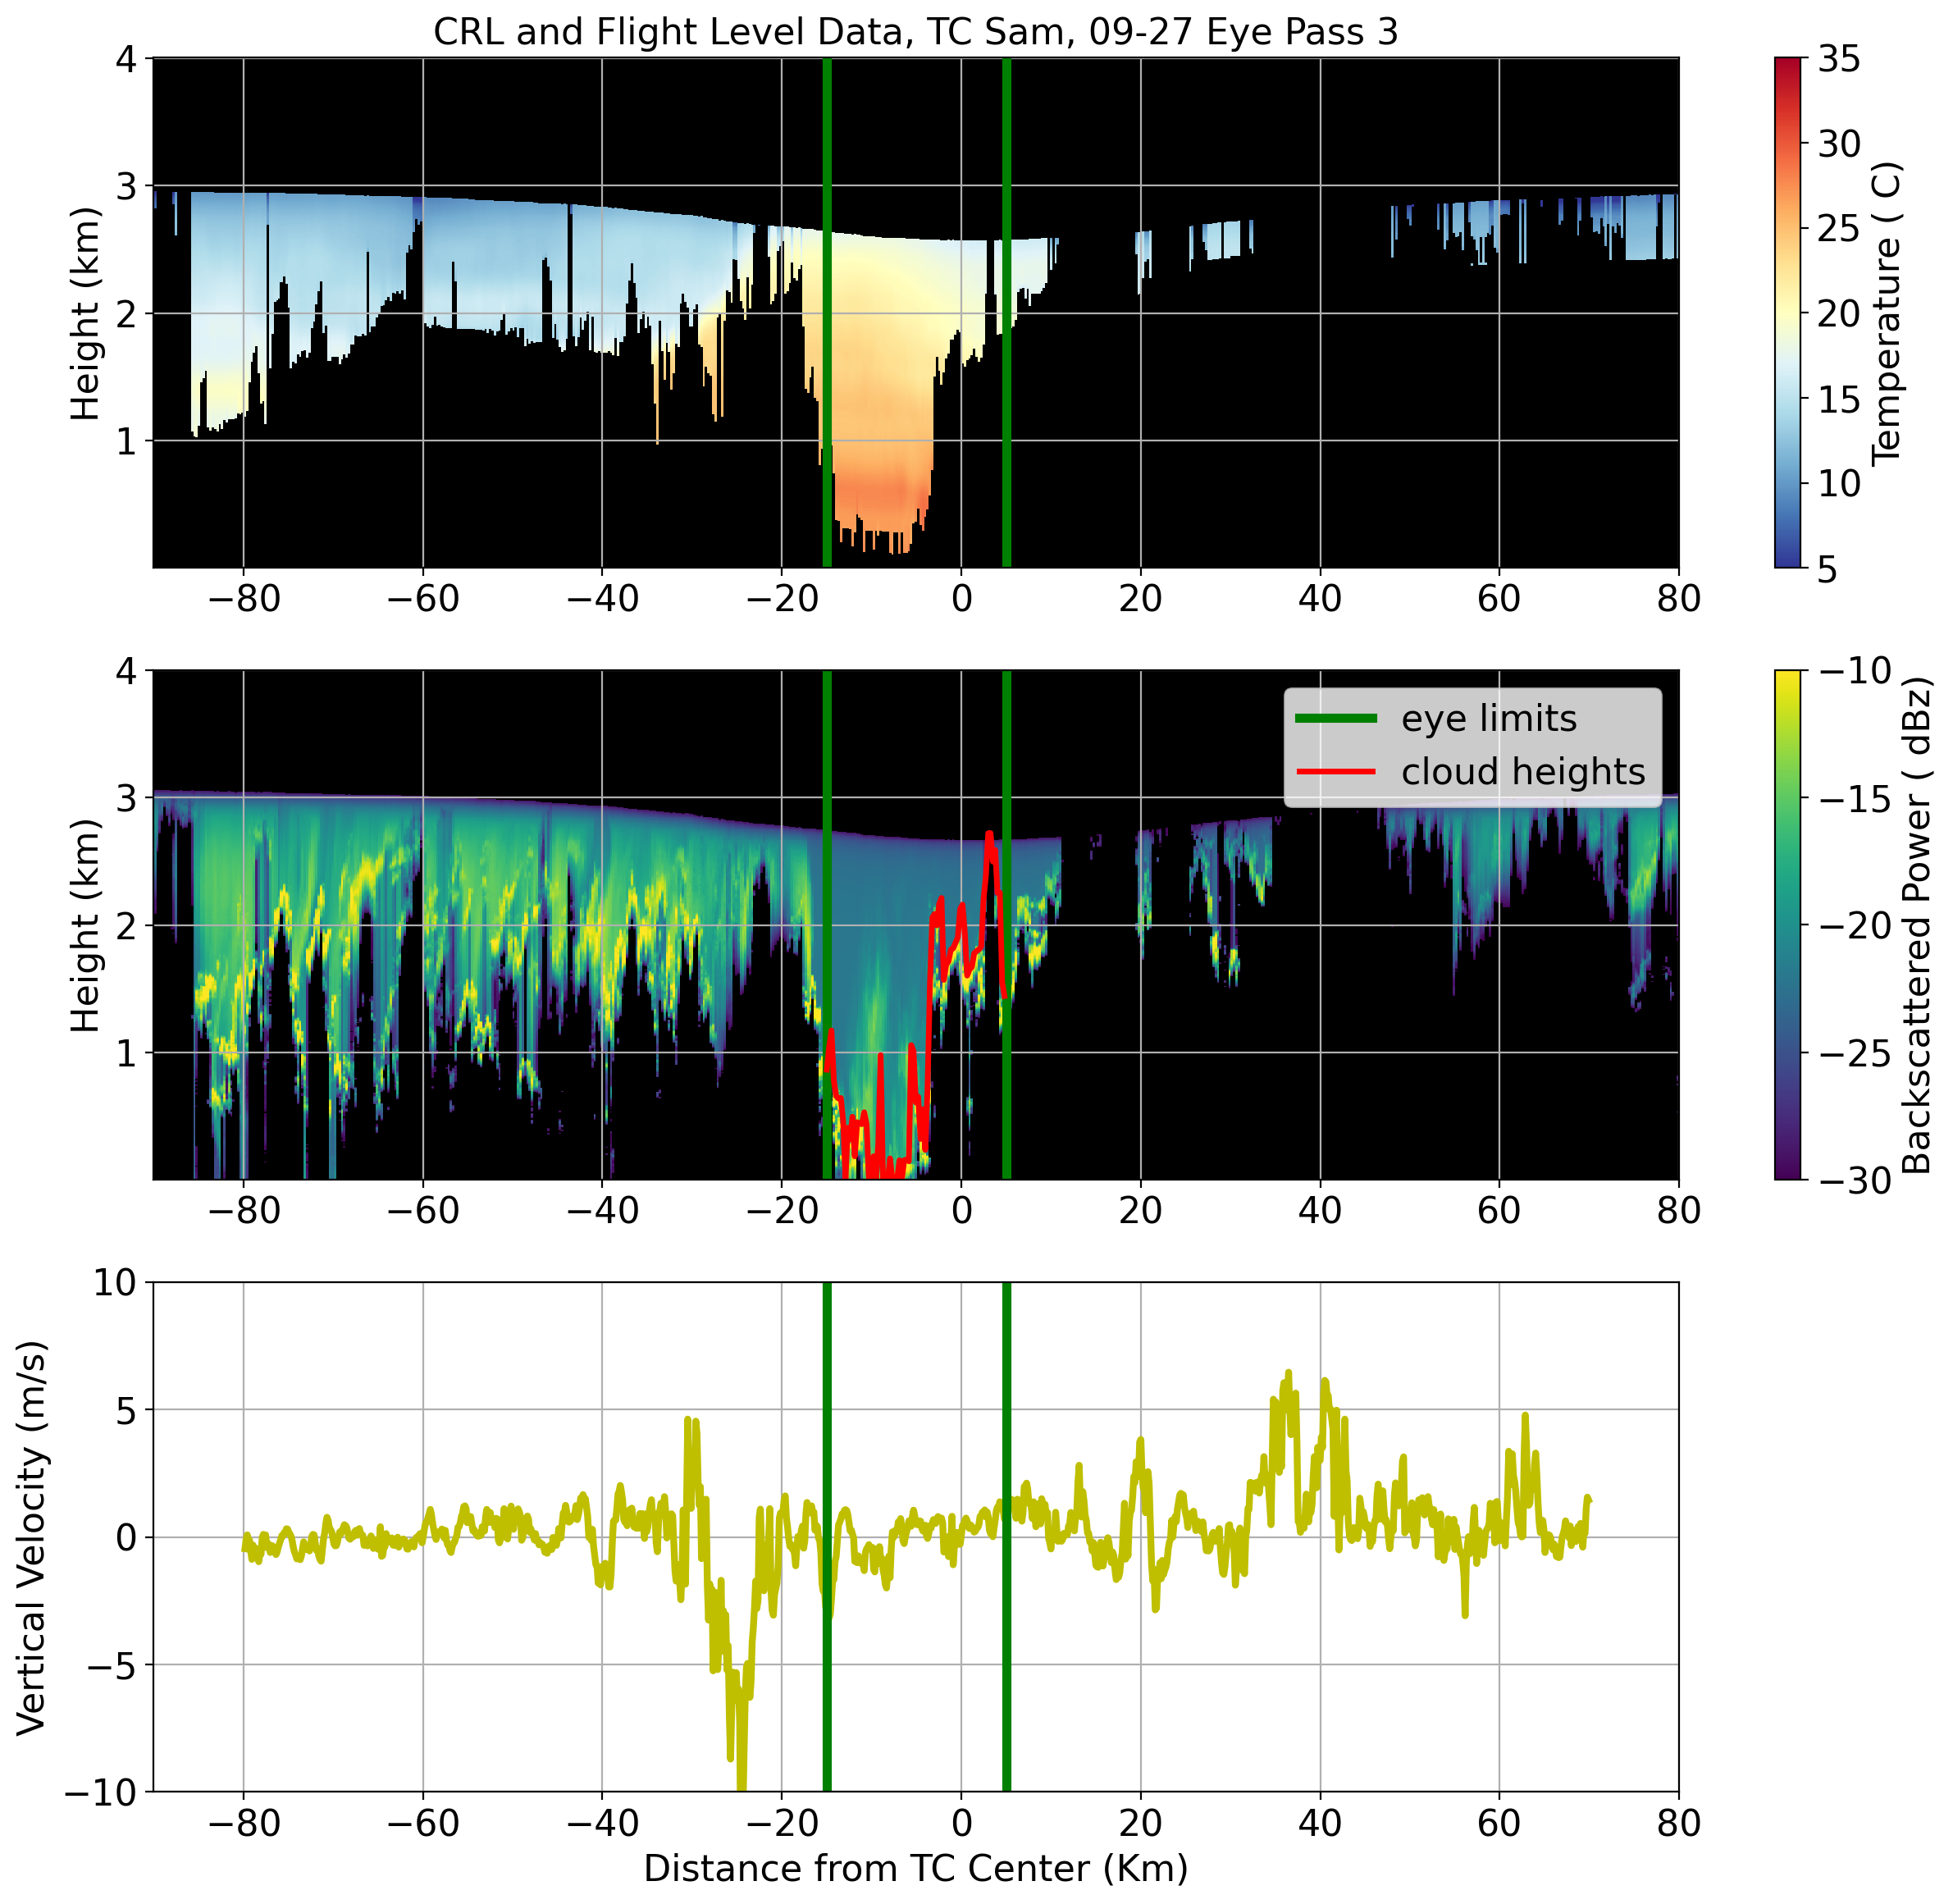 CRL and Flight Level Data, TC Sam, 09-27 Eye Pass 3
4
3
2
1
Height (km)
−80 −60 −40 −20 0 20 40 60 80
35
30
25
20
15
10
5
Temperature ( C)
4
3
2
1
Height (km)
eye limits
cloud heights
−80 −60 −40 −20 0 20 40 60 80
−10
−15
−20
−25
−30
Backscattered Power ( dBz)
10
5
0
−5
−10
Vertical Velocity (m/s)
−80 −60 −40 −20 0 20 40 60 80
Distance from TC Center (Km)